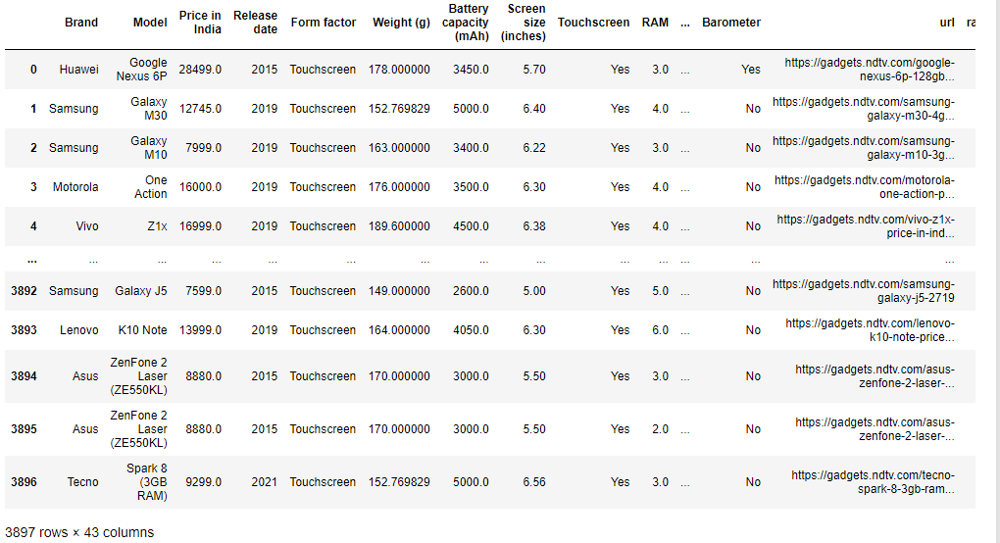 Brand Model Price in India Release date Form factor Weight (g) Battery capacity (mAh) Screen size (inches) Touchscreen RAM ... Barometer url ra
0 Huawei Google Nexus 6P 28499.0 2015 Touchscreen 178.000000 3450.0 5.70 Yes 3.0 ... Yes https://gadgets.ndtv.com/google-nexus-6p-128gb...
1 Samsung Galaxy M30 12745.0 2019 Touchscreen 152.769829 5000.0 6.40 Yes 4.0 ... No https://gadgets.ndtv.com/samsung-galaxy-m30-4g...
2 Samsung Galaxy M10 7999.0 2019 Touchscreen 163.000000 3400.0 6.22 Yes 3.0 ... No https://gadgets.ndtv.com/samsung-galaxy-m10-3g...
3 Motorola One Action 16000.0 2019 Touchscreen 176.000000 3500.0 6.30 Yes 4.0 ... No https://gadgets.ndtv.com/motorola-one-action-p...
4 Vivo Z1x 16999.0 2019 Touchscreen 189.600000 4500.0 6.38 Yes 4.0 ... No https://gadgets.ndtv.com/vivo-z1x-price-in-ind...
... ... ... ... ... ... ... ... ... ... ... ... ... ...
3892 Samsung Galaxy J5 7599.0 2015 Touchscreen 149.000000 2600.0 5.00 Yes 5.0 ... No https://gadgets.ndtv.com/samsung-galaxy-j5-2719
3893 Lenovo K10 Note 13999.0 2019 Touchscreen 164.000000 4050.0 6.30 Yes 6.0 ... No https://gadgets.ndtv.com/lenovo-k10-note-price...
3894 Asus ZenFone 2 Laser (ZE550KL) 8880.0 2015 Touchscreen 170.000000 3000.0 5.50 Yes 3.0 ... No https://gadgets.ndtv.com/asus-zenfone-2-laser-...
3895 Asus ZenFone 2 Laser (ZE550KL) 8880.0 2015 Touchscreen 170.000000 3000.0 5.50 Yes 2.0 ... No https://gadgets.ndtv.com/asus-zenfone-2-laser-...
3896 Tecno Spark 8 (3GB RAM) 9299.0 2021 Touchscreen 152.769829 5000.0 6.56 Yes 3.0 ... No https://gadgets.ndtv.com/tecno-spark-8-3gb-ram...
3897 rows × 43 columns